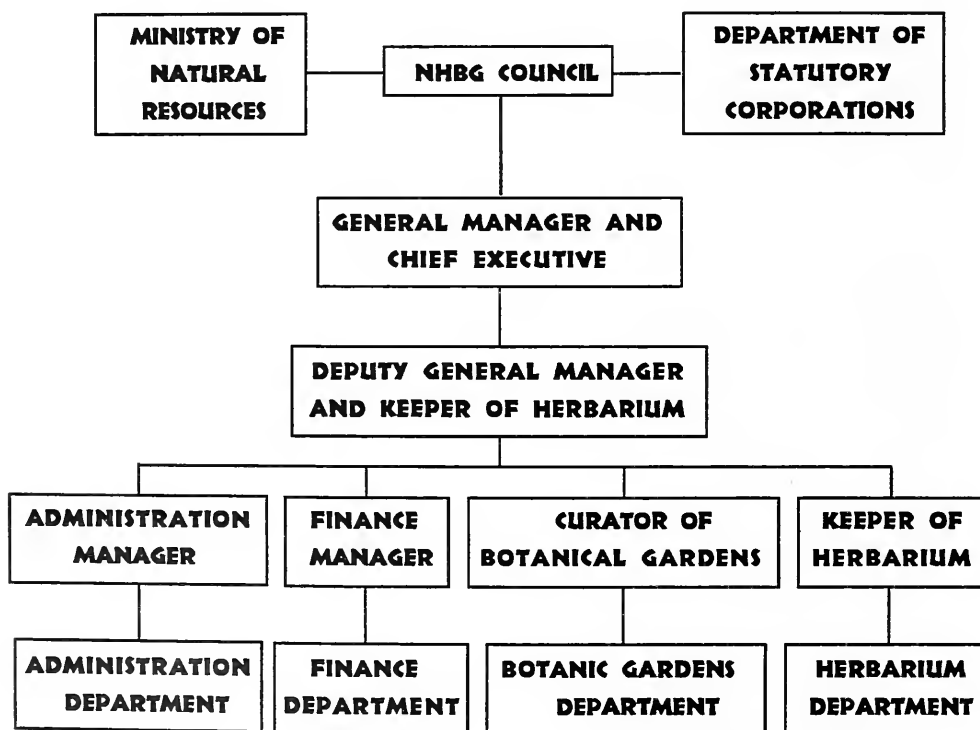 MINISTRY OF
NATURAL
RESOURCES
NHBG COUNCIL
DEPARTMENT OF
STATUTORY
CORPORATIONS
GENERAL MANAGER AND
CHIEF EXECUTIVE
DEPUTY GENERAL MANAGER
AND KEEPER OF HERBARIUM
ADMINISTRATION
MANAGER
FINANCE
MANAGER
CURATOR OF
BOTANICAL GARDENS
KEEPER OF
HERBARIUM
ADMINISTRATION
DEPARTMENT
FINANCE
DEPARTMENT
BOTANIC GARDENS
DEPARTMENT
HERBARIUM
DEPARTMENT